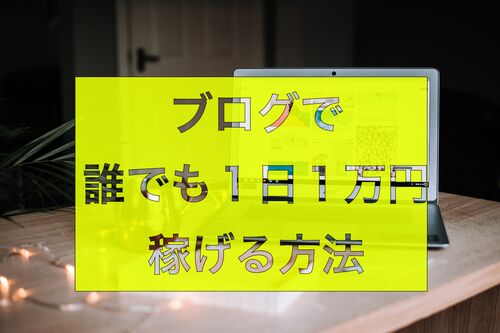 ブログで
誰でも１日１万円
稼げる方法